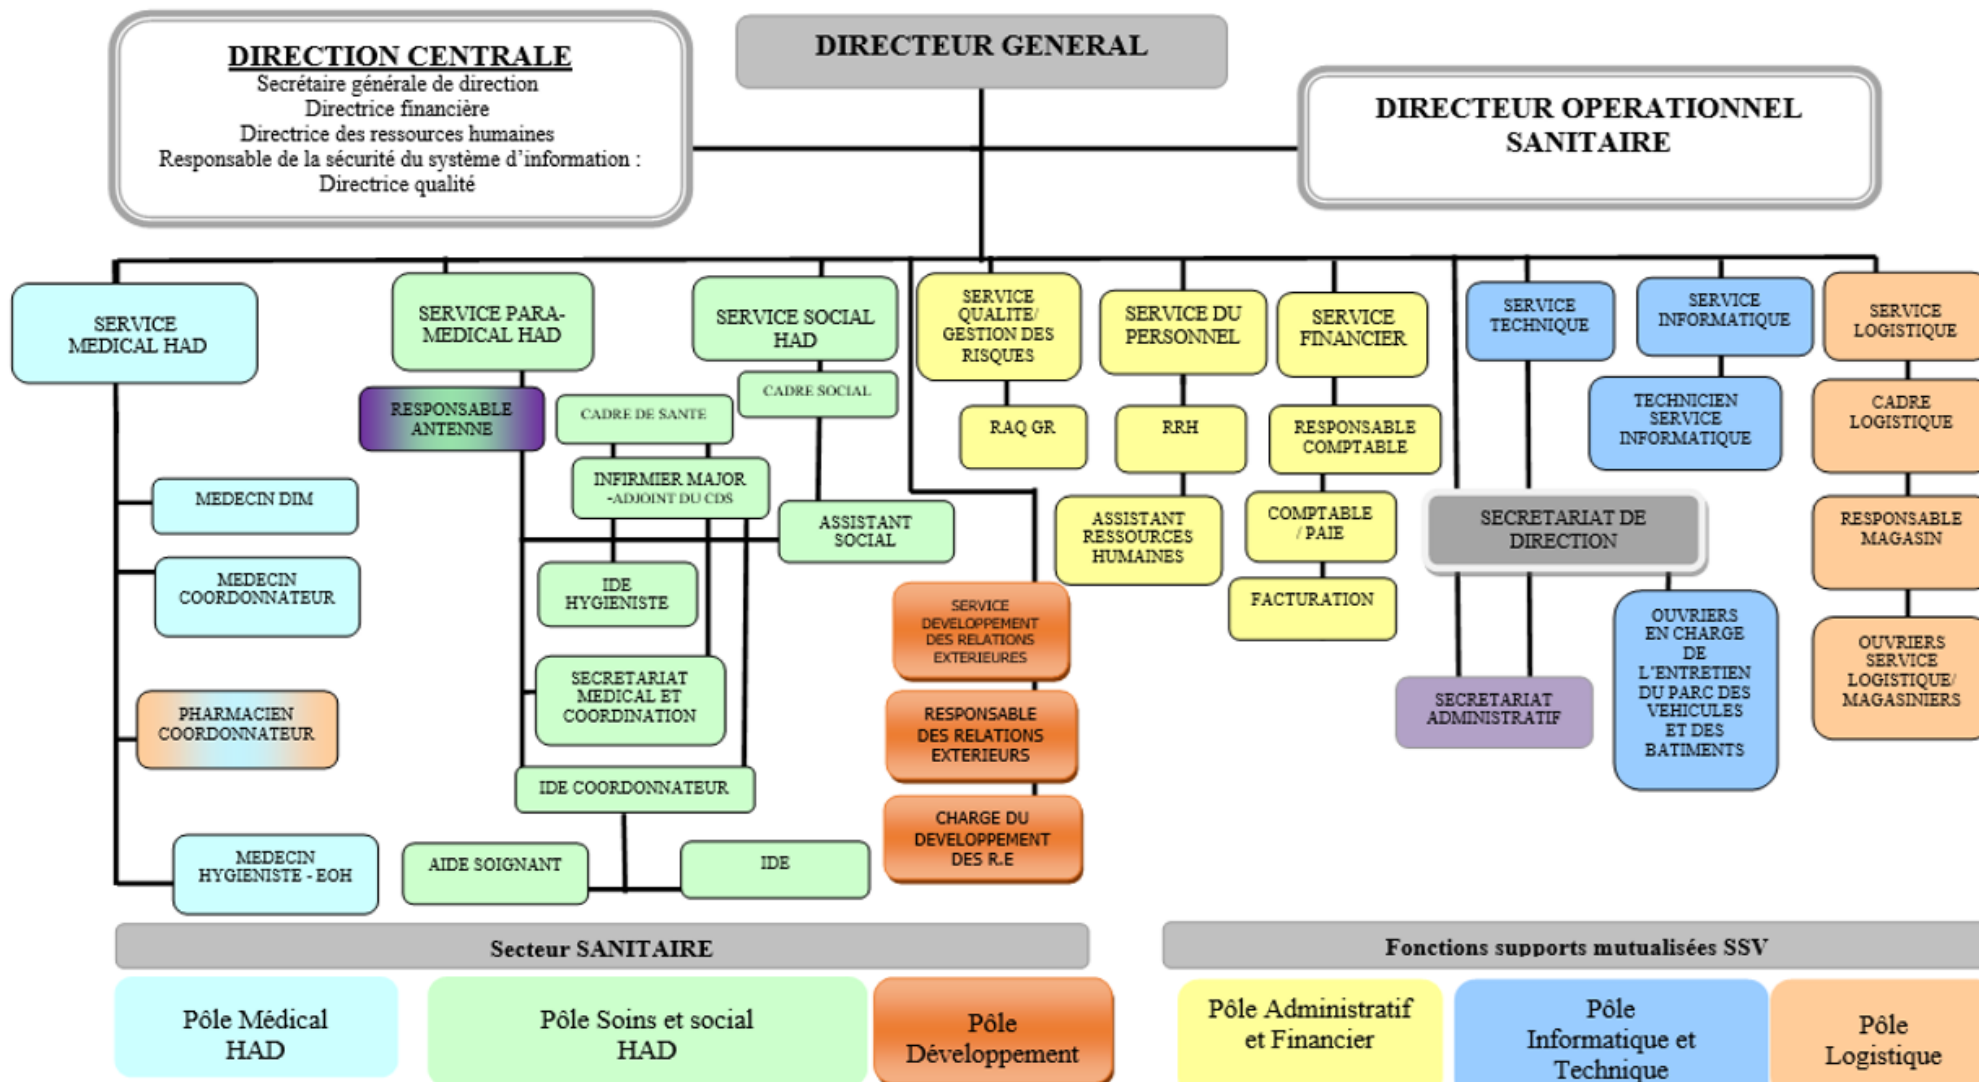 DIRECTION CENTRALE
Secrétaire générale de direction
Directrice financière
Directrice des ressources humaines
Responsable de la sécurité du système d'information :
Directrice qualité
DIRECTEUR GENERAL
DIRECTEUR OPERATIONNEL
SANITAIRE
SERVICE
MEDICAL HAD
SERVICE PARA-
MEDICAL HAD
SERVICE SOCIAL
HAD
SERVICE
QUALITE/
GESTION DES
RISQUES
SERVICE DU
PERSONNEL
SERVICE
FINANCIER
SERVICE
TECHNIQUE
SERVICE
INFORMATIQUE
SERVICE
LOGISTIQUE
RESPONSABLE
ANTENNE
CADRE DE SANTE
CADRE SOCIAL
RAQ GR
RRH
RESPONSABLE
COMPTABLE
TECHNICIEN
SERVICE
INFORMATIQUE
CADRE
LOGISTIQUE
MEDECIN DIM
INFIRMIER MAJOR
-ADJOINT DU CDS
ASSISTANT
SOCIAL
ASSISTANT
RESSOURCES
HUMAINES
COMPTABLE
/ PAIE
SECRETARIAT DE
DIRECTION
RESPONSABLE
MAGASIN
MEDECIN
COORDONNATEUR
IDE
HYGIENISTE
SERVICE
DEVELOPPEMENT
DES RELATIONS
EXTERIEURES
FACTURATION
OUVRIERS
EN CHARGE
DE
L'ENTRETIEN
DU PARC DES
VEHICULES
ET DES
BATIMENTS
OUVRIERS
SERVICE
LOGISTIQUE/
MAGASINIERS
PHARMACIEN
COORDONNATEUR
SECRETARIAT
MEDICAL ET
COORDINATION
RESPONSABLE
DES RELATIONS
EXTERIEURS
SECRETARIAT
ADMINISTRATIF
IDE COORDONNATEUR
CHARGE DU
DEVELOPPEMENT
DES R.E
MEDECIN
HYGIENISTE - EOH
AIDE SOIGNANT
IDE
Secteur SANITAIRE
Fonctions supports mutualisées SSV
Pôle Médical
HAD
Pôle Soins et social
HAD
Pôle
Développement
Pôle Administratif
et Financier
Pôle
Informatique et
Technique
Pôle
Logistique